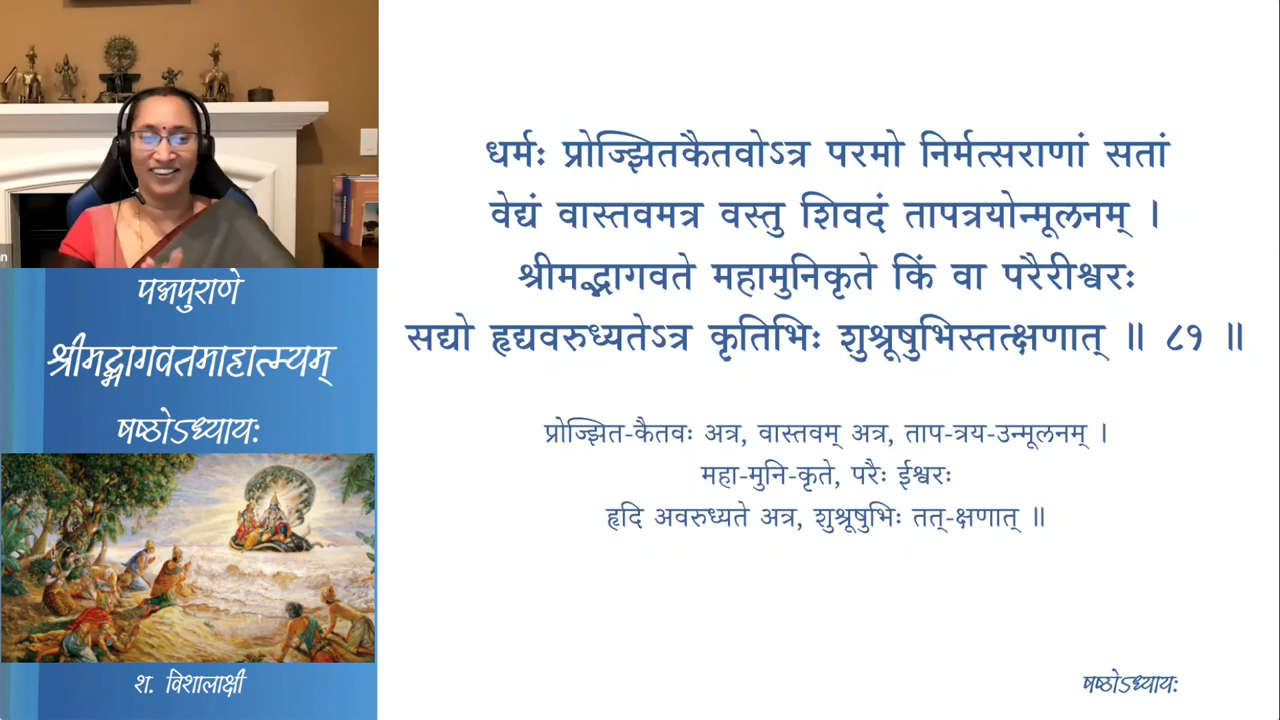 पद्मपुराणे
श्रीमद्भागवतमाहात्म्यम्
षष्ठोऽध्यायः
श. विशालाक्षी
धर्मः प्रोज्झितकैतवोऽत्र परमो निर्मत्सराणां सतां
वेद्यं वास्तवमत्र वस्तु शिवदं तापत्रयोन्मूलनम् ।
श्रीमद्भागवते महामुनिकृते किं वा परैरीश्वरः
सद्यो हृद्यवरुध्यतेऽत्र कृतिभिः शुश्रूषुभिस्तत्क्षणात् ॥ ८१ ॥
प्रोज्झित-कैतवः अत्र, वास्तवम् अत्र, ताप-त्रय-उन्मूलनम् ।
महा-मुनि-कृते, परैः ईश्वरः
हृदि अवरुध्यते अत्र, शुश्रूषुभिः तत्-क्षणात् ॥
षष्ठोऽध्यायः